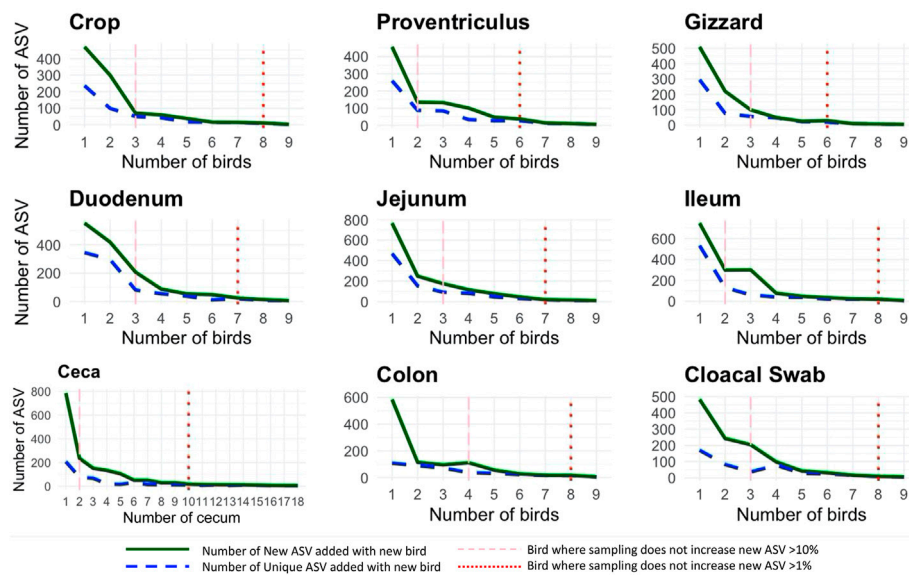 Crop
Number of ASV
400
300
200
100
0
1 2 3 4 5 6 7 8 9
Number of birds
Proventriculus
400
300
200
100
0
1 2 3 4 5 6 7 8 9
Number of birds
Gizzard
500
400
300
200
100
0
1 2 3 4 5 6 7 8 9
Number of birds
Duodenum
Number of ASV
400
200
0
1 2 3 4 5 6 7 8 9
Number of birds
Jejunum
800
600
400
200
0
1 2 3 4 5 6 7 8 9
Number of birds
Ileum
600
400
200
0
1 2 3 4 5 6 7 8 9
Number of birds
Ceca
Number of ASV
800
600
400
200
0
1 2 3 4 5 6 7 8 9 10 11 12 13 14 15 16 17 18
Number of cecum
Colon
600
400
200
0
1 2 3 4 5 6 7 8 9
Number of birds
Cloacal Swab
500
400
300
200
100
0
1 2 3 4 5 6 7 8 9
Number of birds
Number of New ASV added with new bird
Number of Unique ASV added with new bird
Bird where sampling does not increase new ASV >10%
Bird where sampling does not increase new ASV >1%